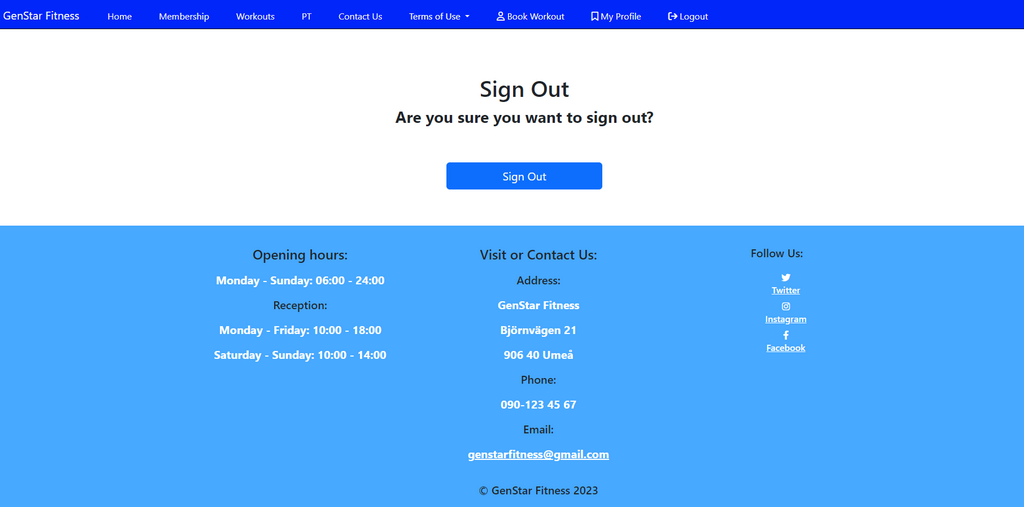 GenStar Fitness Home Membership Workouts PT Contact Us Terms of Use Book Workout My Profile Logout
Sign Out
Are you sure you want to sign out?
Sign Out
Opening hours:
Monday - Sunday: 06:00 - 24:00
Reception:
Monday - Friday: 10:00 - 18:00
Saturday - Sunday: 10:00 - 14:00
Visit or Contact Us:
Address:
GenStar Fitness
Björnvägen 21
906 40 Umeå
Phone:
090-123 45 67
Email:
genstarfitness@gmail.com
Follow Us:
Twitter
Instagram
Facebook
© GenStar Fitness 2023